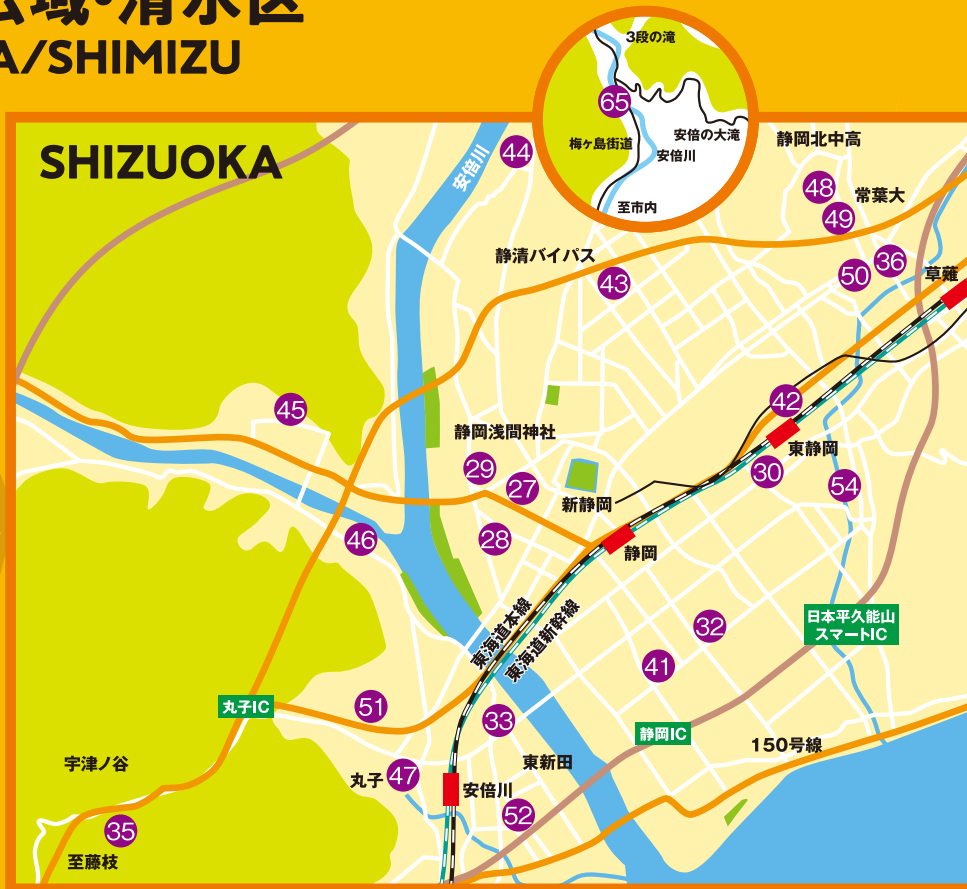 広域・清水区
A/SHIMIZU
SHIZUOKA
3段の滝
65
梅ヶ島街道
安倍の大滝
安倍川
至市内
安倍川
44
静岡北中高
48
常葉大
49
静清バイパス
43
50
36
草薙
45
42
静岡浅間神社
東静岡
29
27
30
54
新静岡
46
28
静岡
東海道本線
東海道新幹線
32
日本平久能山
スマートIC
41
丸子IC
51
33
静岡IC
150号線
宇津ノ谷
東新田
丸子
47
安倍川
52
35
至藤枝